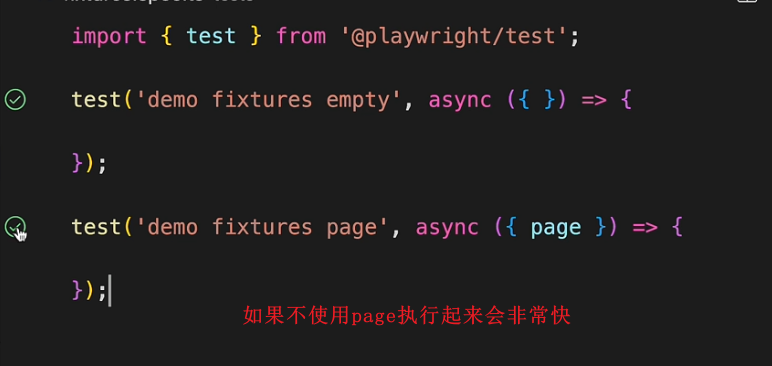 import { test } from '@playwright/test';
test('demo fixtures empty', async ({ }) => {
});
test('demo fixtures page', async ({ page }) => {
});
如果不使用page执行起来会非常快